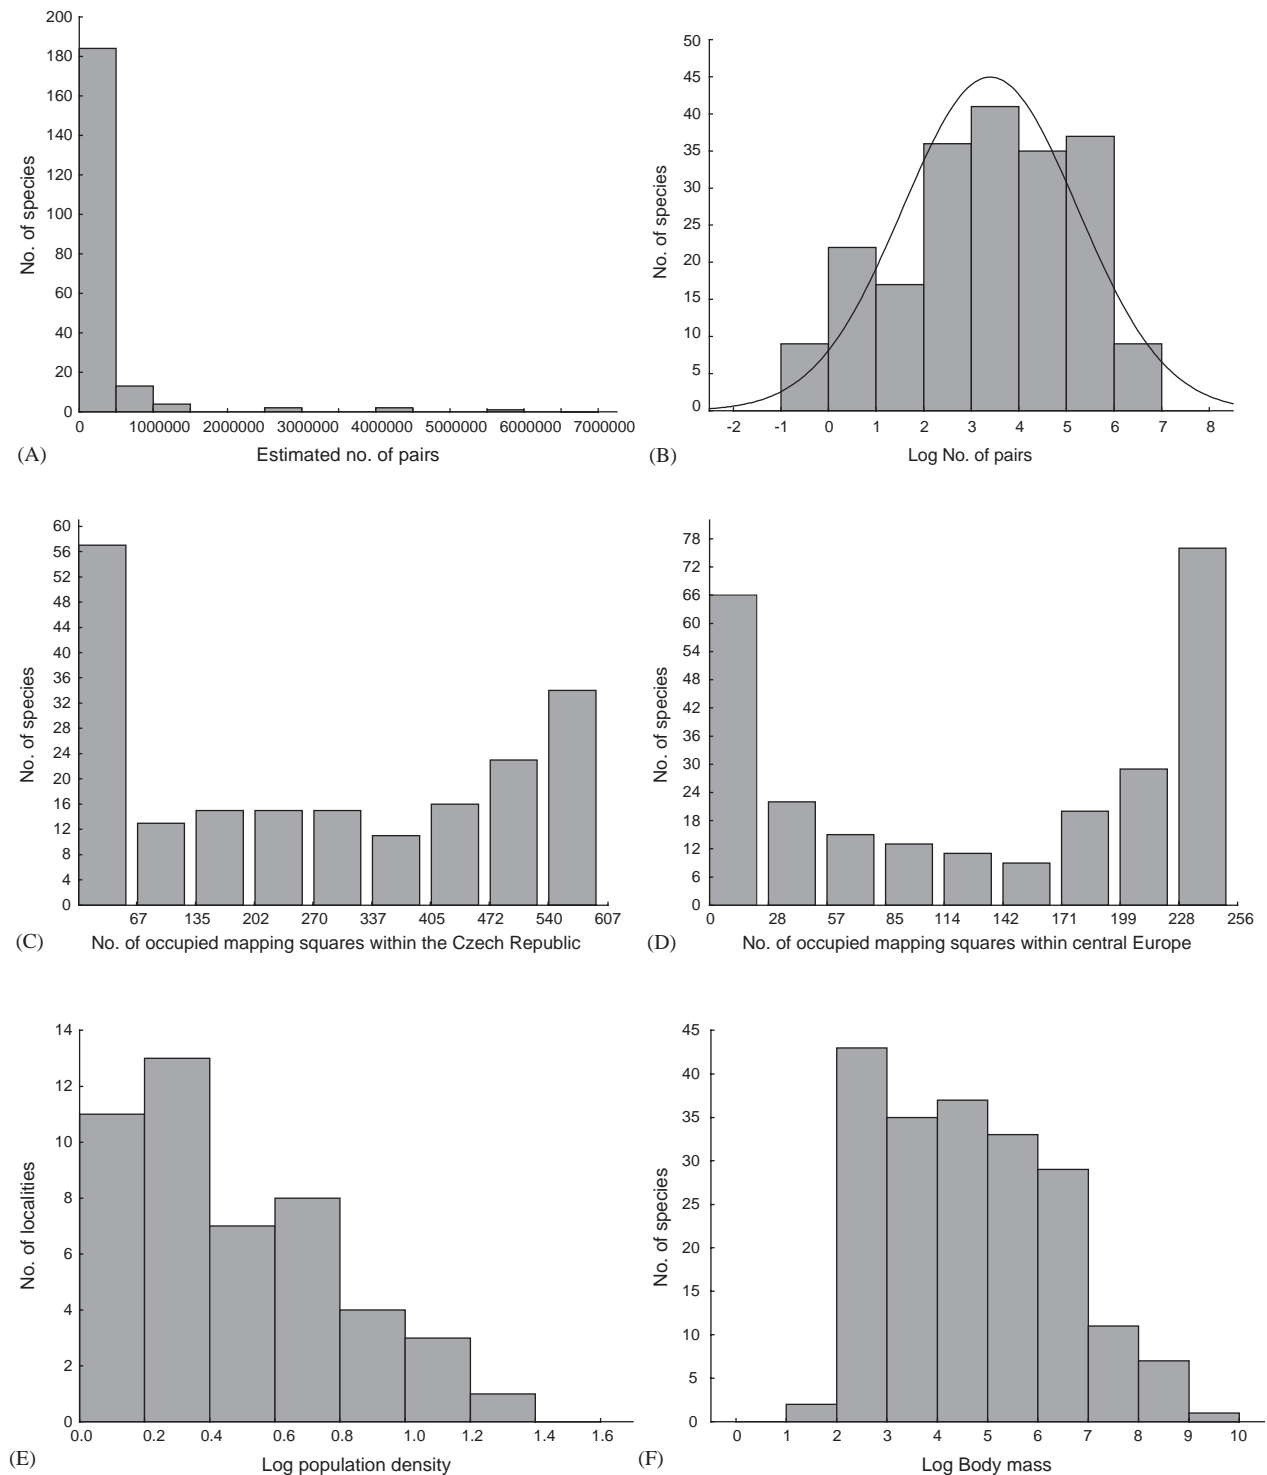 200
180
160
140
120
100
80
60
40
20
0
No. of species
0 1000000 2000000 3000000 4000000 5000000 6000000 7000000
Estimated no. of pairs
(A)
50
45
40
35
30
25
20
15
10
5
0
No. of species
-2 -1 0 1 2 3 4 5 6 7 8
Log No. of pairs
(B)
60
56
52
48
44
40
36
32
28
24
20
16
12
8
4
0
No. of species
67 135 202 270 337 405 472 540 607
No. of occupied mapping squares within the Czech Republic
(C)
78
72
66
60
54
48
42
36
30
24
18
12
6
0
No. of species
0 28 57 85 114 142 171 199 228 256
No. of occupied mapping squares within central Europe
(D)
14
12
10
8
6
4
2
0
No. of localities
0.0 0.2 0.4 0.6 0.8 1.0 1.2 1.4 1.6
Log population density
(E)
45
40
35
30
25
20
15
10
5
0
No. of species
0 1 2 3 4 5 6 7 8 9 10
Log Body mass
(F)